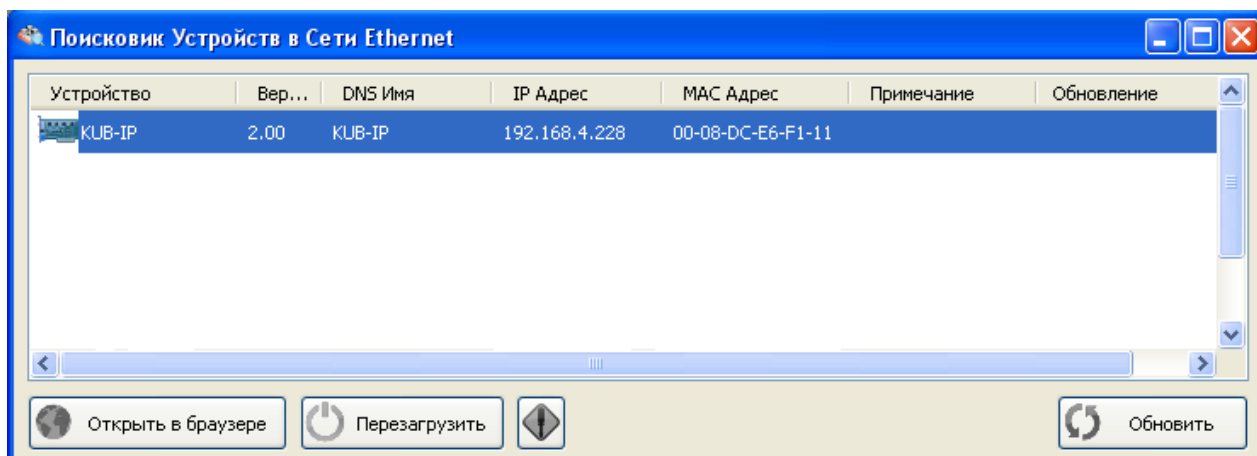 Поисковик Устройств в Сети Ethernet
Устройство Вер... DNS Имя IP Адрес MAC Адрес Примечание Обновление
KUB-IP 2.00 KUB-IP 192.168.4.228 00-08-DC-E6-F1-11
Открыть в браузере Перезагрузить Обновить